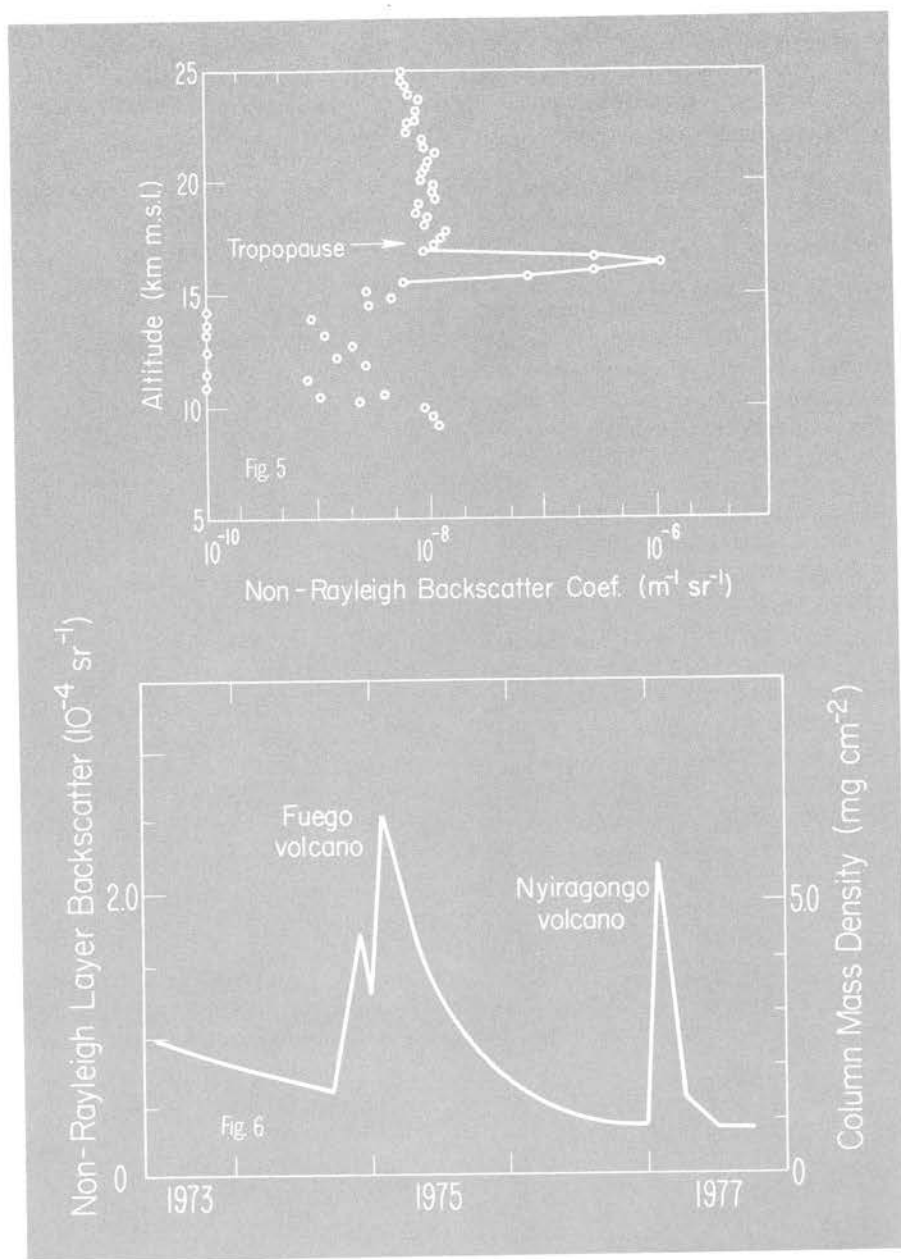 25
20
15
10
5
Altitude (km m.s.l.)
Tropopause
Fig. 5
10⁻¹⁰
10⁻⁸
10⁻⁶
Non-Rayleigh Backscatter Coef. (m⁻¹ sr⁻¹)
Non-Rayleigh Layer Backscatter (10⁻⁴ sr⁻¹)
2.0
0
Fuego
volcano
Nyiragongo
volcano
5.0
0
Column Mass Density (mg cm⁻²)
Fig. 6
1973
1975
1977